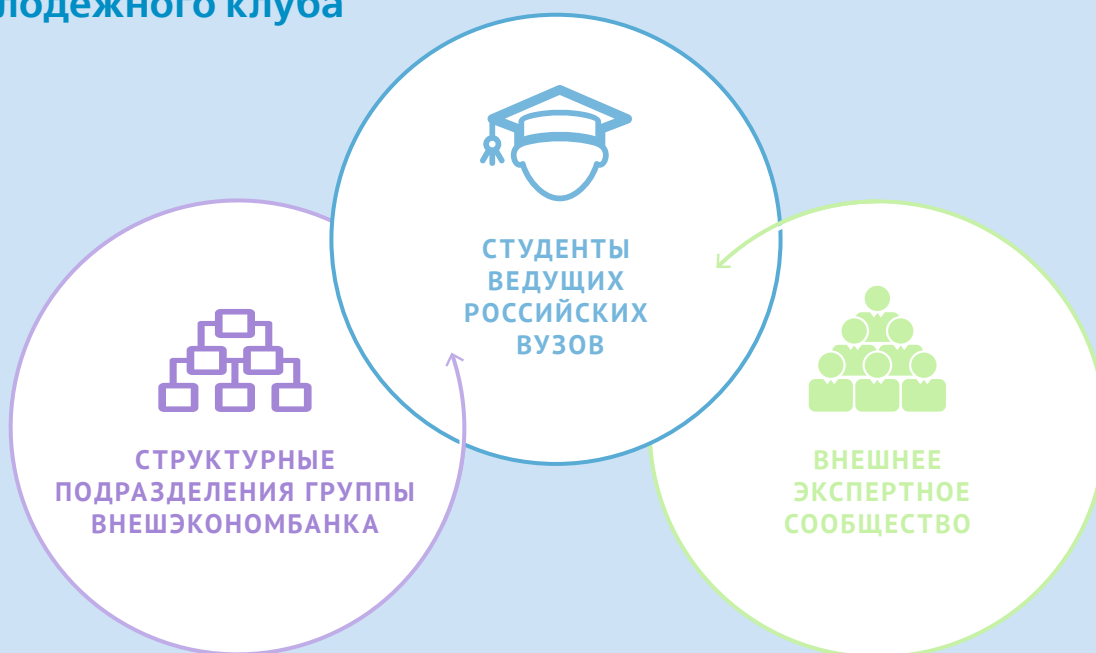 лодежного клуба
СТУДЕНТЫ
ВЕДУЩИХ
РОССИЙСКИХ
ВУЗОВ
СТРУКТУРНЫЕ
ПОДРАЗДЕЛЕНИЯ ГРУППЫ
ВНЕШЭКОНОМБАНКА
ВНЕШНЕЕ
ЭКСПЕРТНОЕ
СООБЩЕСТВО